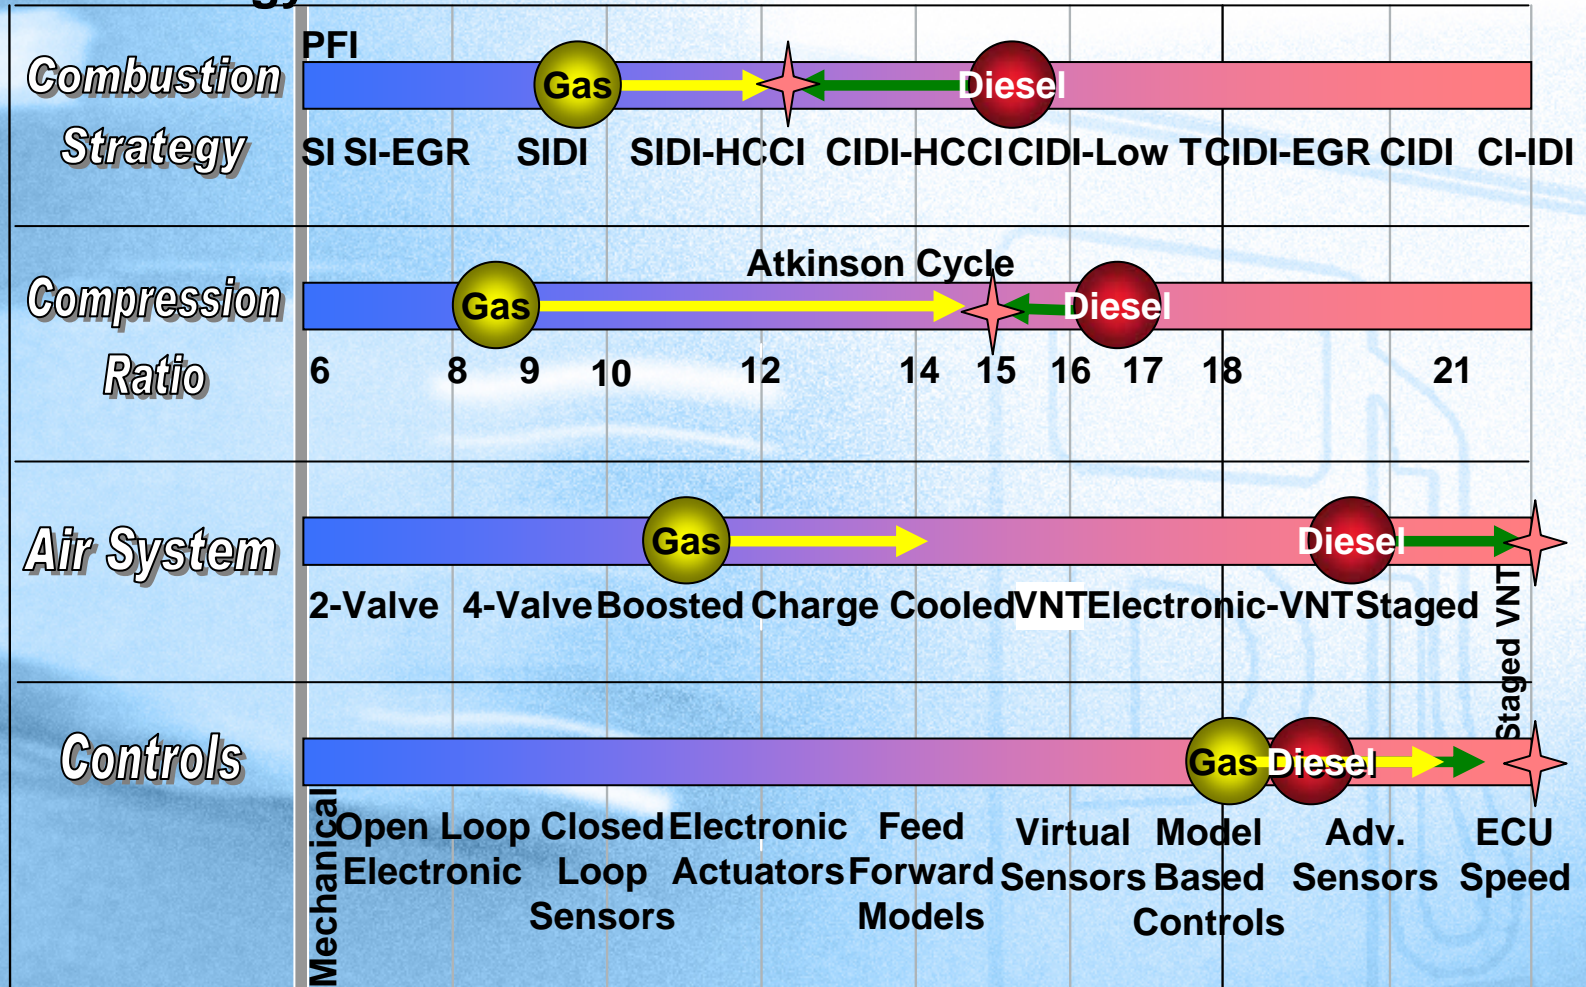 gy
PFI
Combustion
Strategy
Gas
Diesel
SI SI-EGR SIDI SIDI-HCCI CIDI-HCCI CIDI-Low TCIDI-EGR CIDI CI-IDI
Atkinson Cycle
Compression
Ratio
Gas
Diesel
6 8 9 10 12 14 15 16 17 18 21
Air System
Gas
Diesel
2-Valve 4-Valve Boosted Charge Cooled VNT Electronic-VNT Staged
Staged VNT
Controls
Gas
Diesel
Mechanical
Open Loop
Electronic
Closed
Loop
Sensors
Electronic
Actuators
Feed
Forward
Models
Virtual
Sensors
Model
Based
Controls
Adv.
Sensors
ECU
Speed